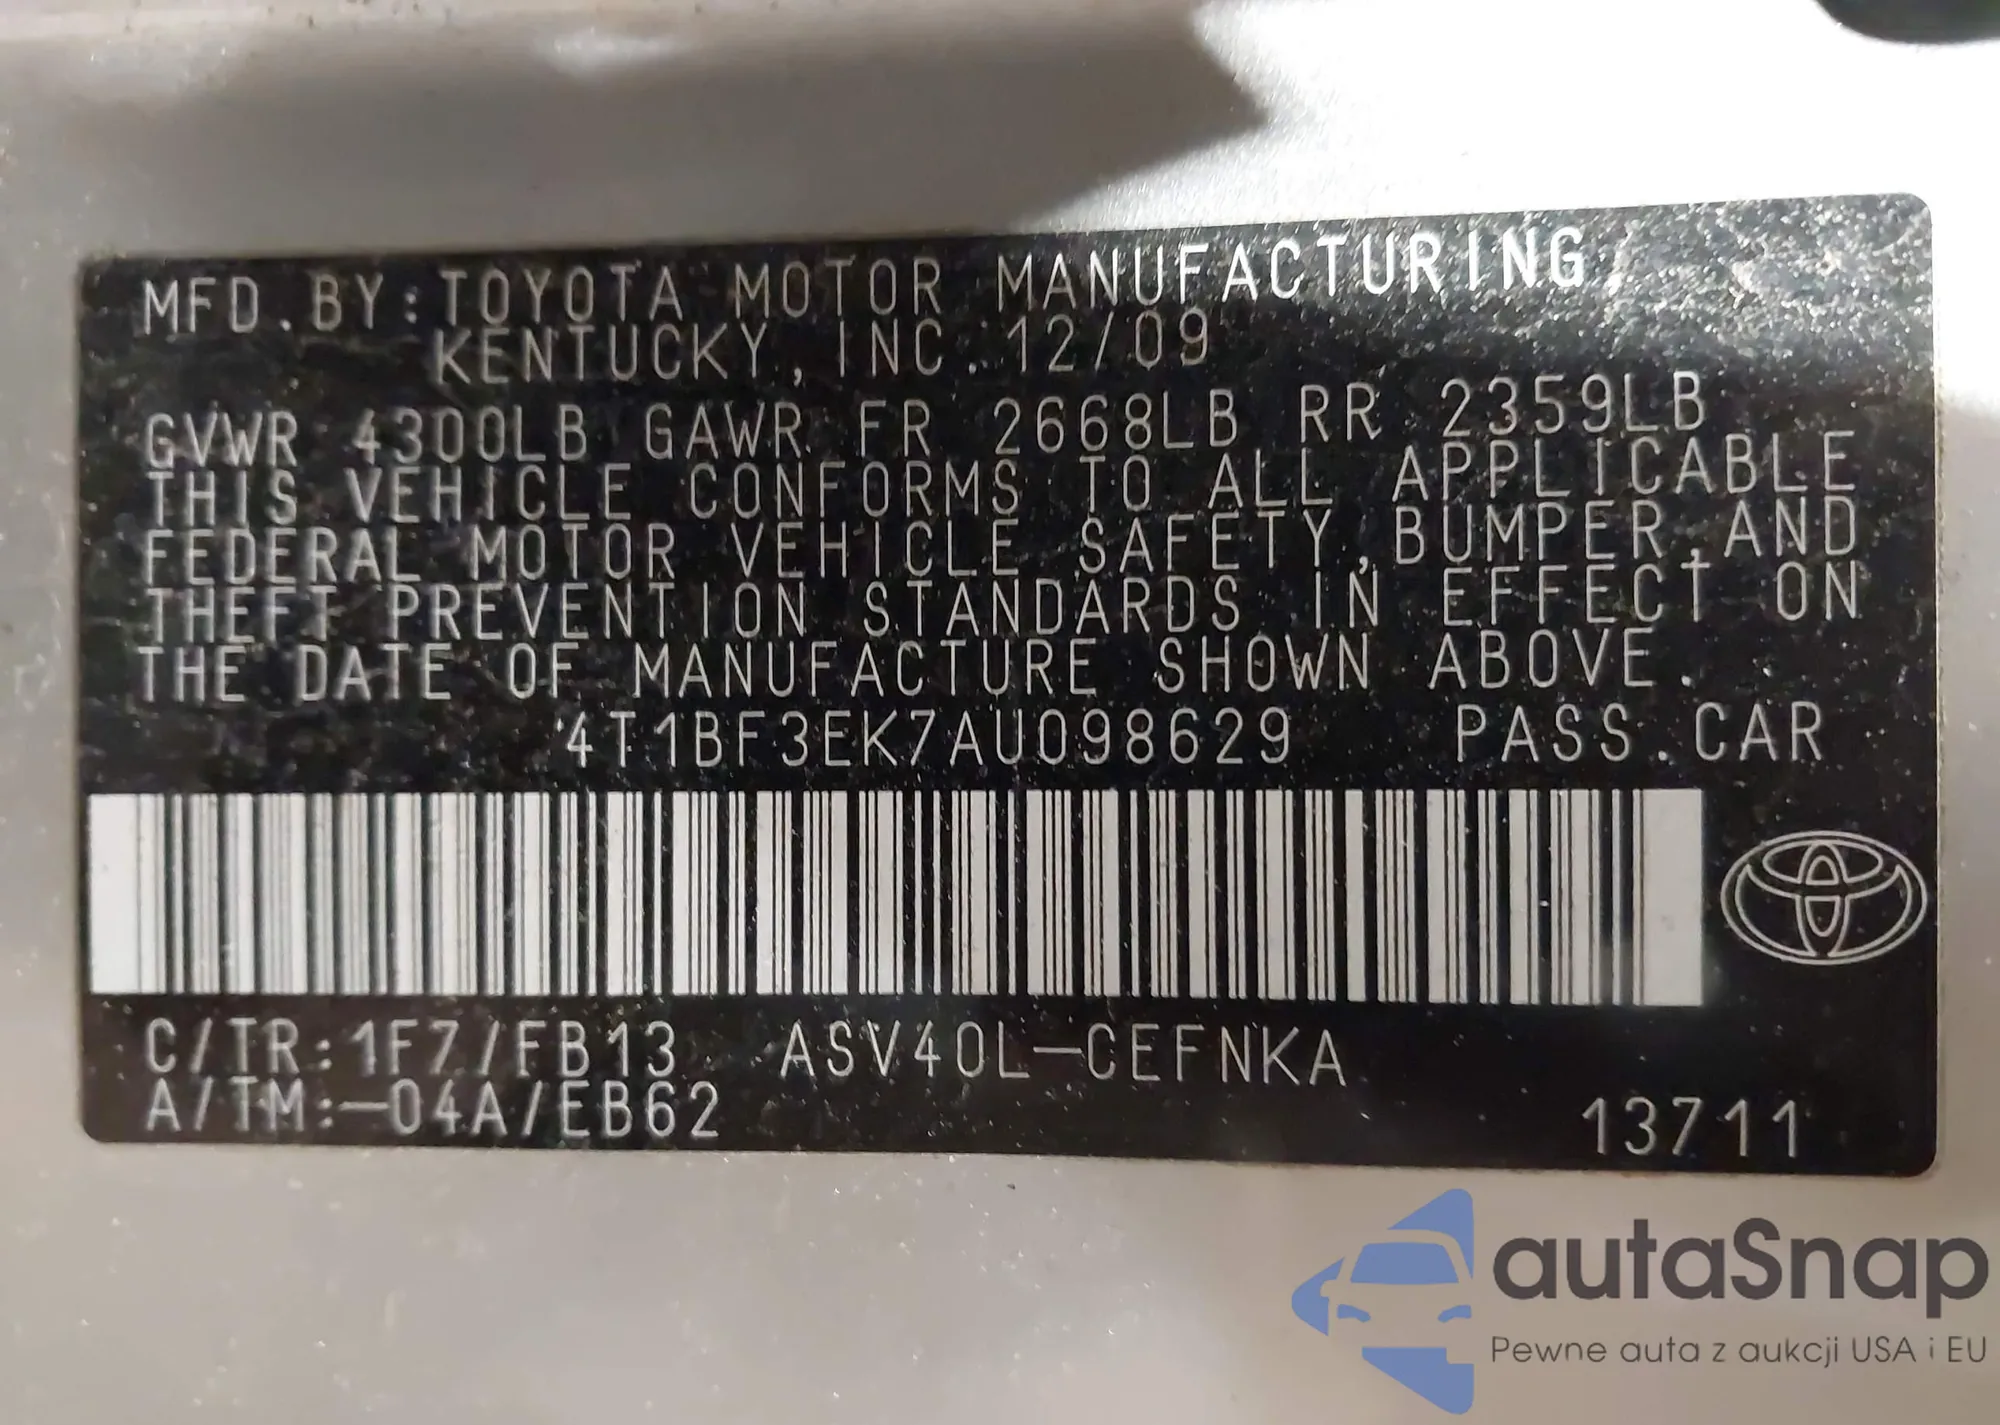 MFD. BY: TOYOTA MOTOR MANUFACTURING,
KENTUCKY, INC. 12/09
GVWR 4300LB GAWR FR 2668LB RR 2359LB
THIS VEHICLE CONFORMS TO ALL APPLICABLE
FEDERAL MOTOR VEHICLE SAFETY, BUMPER, AND
THEFT PREVENTION STANDARDS IN EFFECT ON
THE DATE OF MANUFACTURE SHOWN ABOVE.
4T1BF3EK7AU098629 PASS. CAR
C/TR: 1F7/FB13 ASV40L-CEFNKA
A/TM: -04A/EB62
13711
autaSnap
Pewne auta z aukcji USA i EU